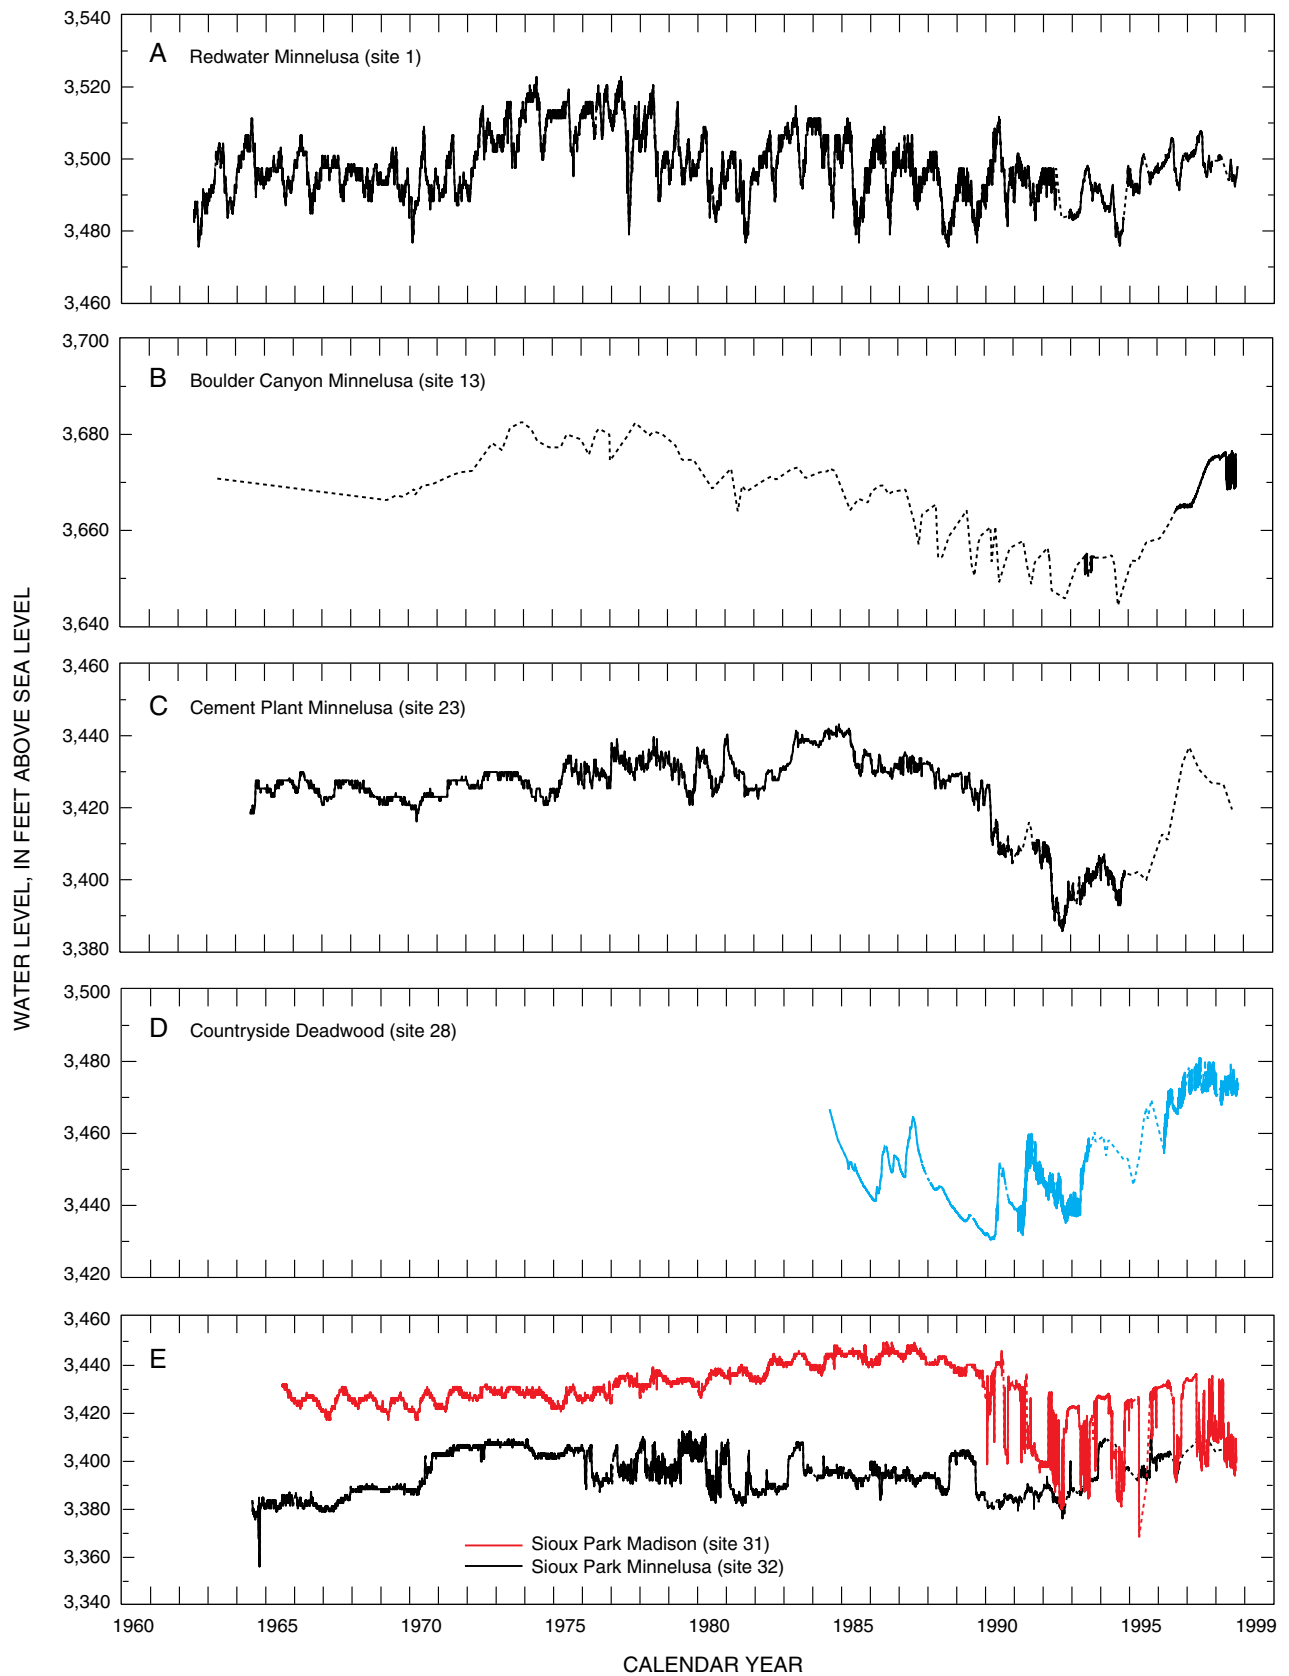 WATER LEVEL, IN FEET ABOVE SEA LEVEL
3,540
3,520
3,500
3,480
3,460
A Redwater Minnelusa (site 1)
3,700
3,680
3,660
3,640
B Boulder Canyon Minnelusa (site 13)
3,460
3,440
3,420
3,400
3,380
C Cement Plant Minnelusa (site 23)
3,500
3,480
3,460
3,440
3,420
D Countryside Deadwood (site 28)
3,460
3,440
3,420
3,400
3,380
3,360
3,340
E
Sioux Park Madison (site 31)
Sioux Park Minnelusa (site 32)
1960 1965 1970 1975 1980 1985 1990 1995 1999
CALENDAR YEAR